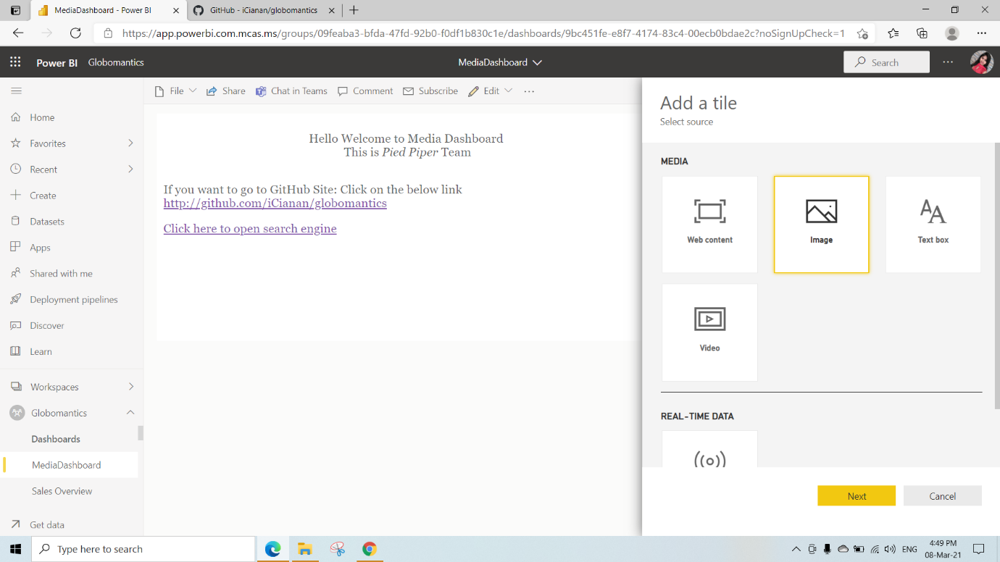 MediaDashboard - Power BI
GitHub - iCianan/globomantics
https://app.powerbi.com.mcas.ms/groups/09feaba3-bfda-47fd-92b0-f0df1b830c1e/dashboards/9bc451fe-e8f7-4174-83c4-00ecb0bdae2c?noSignUpCheck=1
Power BI Globomantics
MediaDashboard
Search
File
Share
Chat in Teams
Comment
Subscribe
Edit
Home
Favorites
Recent
Create
Datasets
Apps
Shared with me
Deployment pipelines
Discover
Learn
Workspaces
Globomantics
Dashboards
MediaDashboard
Sales Overview
Get data
Hello Welcome to Media Dashboard
This is Pied Piper Team
If you want to go to GitHub Site: Click on the below link
http://github.com/iCianan/globomantics
Click here to open search engine
Add a tile
Select source
MEDIA
Web content
Image
Text box
Video
REAL-TIME DATA
Next
Cancel
Type here to search
ENG
4:49 PM
08-Mar-21